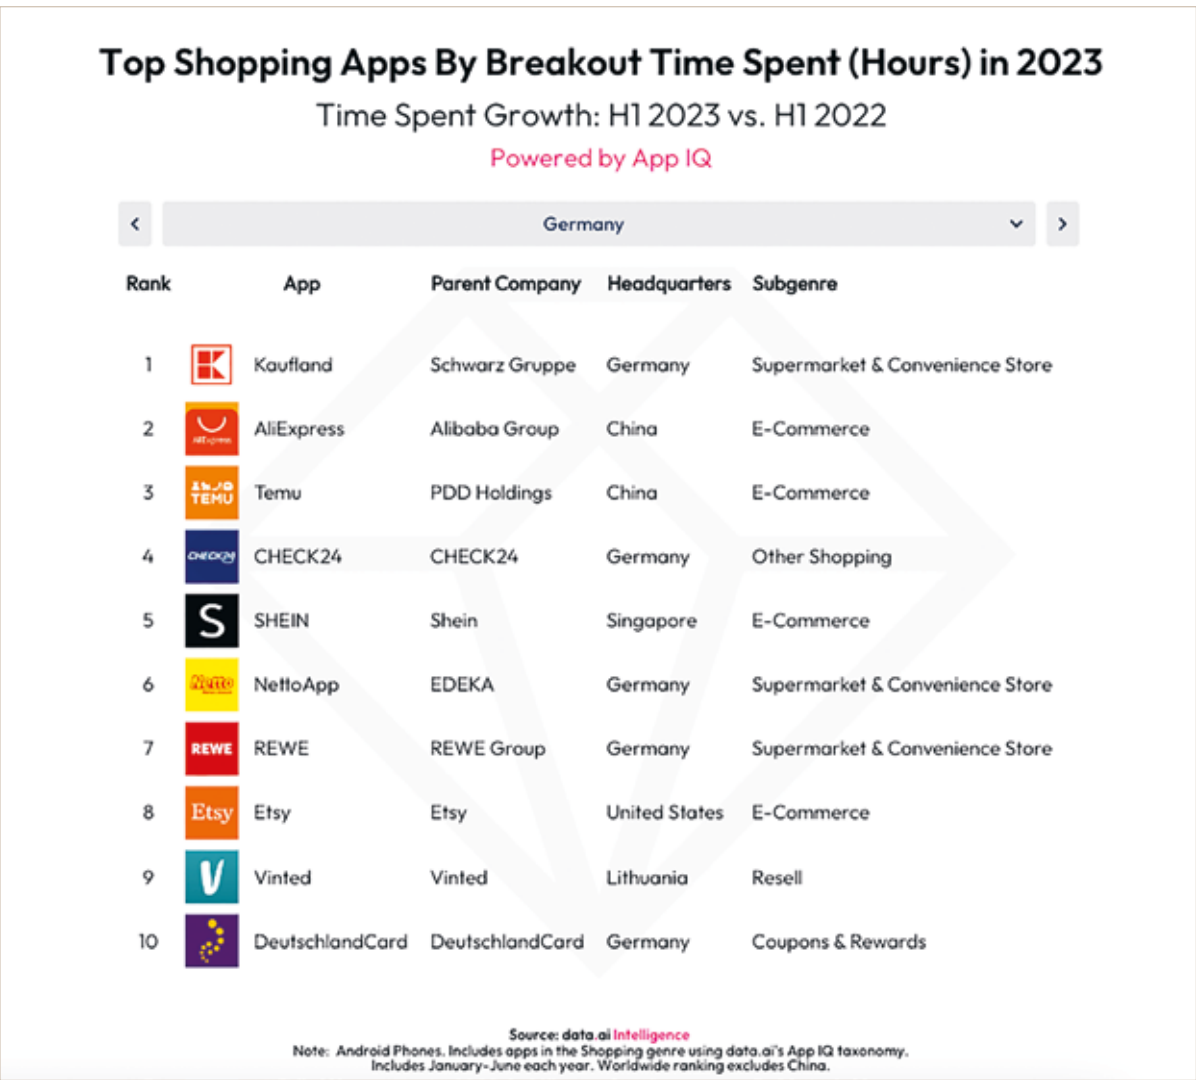 Top Shopping Apps By Breakout Time Spent (Hours) in 2023
Time Spent Growth: H1 2023 vs. H1 2022
Powered by App IQ
Germany
Rank App Parent Company Headquarters Subgenre
1 Kaufland Schwarz Gruppe Germany Supermarket & Convenience Store
2 AliExpress AliExpress Alibaba Group China E-Commerce
3 TEMU Temu PDD Holdings China E-Commerce
4 CHECK24 CHECK24 CHECK24 Germany Other Shopping
5 S SHEIN Shein Singapore E-Commerce
6 Netto NettoApp EDEKA Germany Supermarket & Convenience Store
7 REWE REWE REWE Group Germany Supermarket & Convenience Store
8 Etsy Etsy Etsy United States E-Commerce
9 V Vinted Vinted Lithuania Resell
10 DeutschlandCard DeutschlandCard Germany Coupons & Rewards
Source: data.ai Intelligence
Note: Android Phones. Includes apps in the Shopping genre using data.ai's App IQ taxonomy.
Includes January-June each year. Worldwide ranking excludes China.